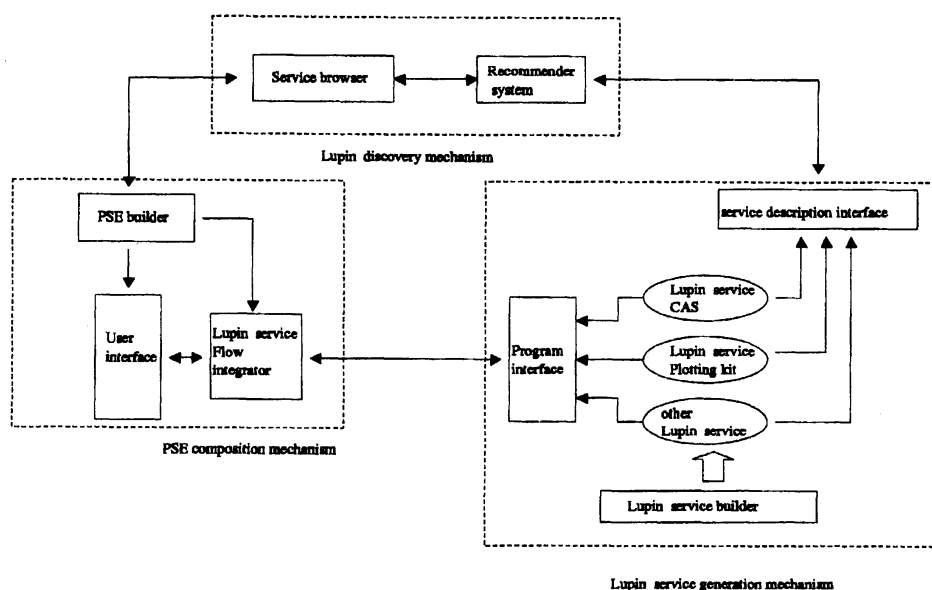 Service browser
Recommender
system
Lupin discovery mechanism
PSE builder
service description interface
User
interface
Lupin service
Flow
integrator
Program
interface
Lupin service
CAS
Lupin service
Plotting kit
other
Lupin service
PSE composition mechanism
Lupin service builder
Lupin service generation mechanism